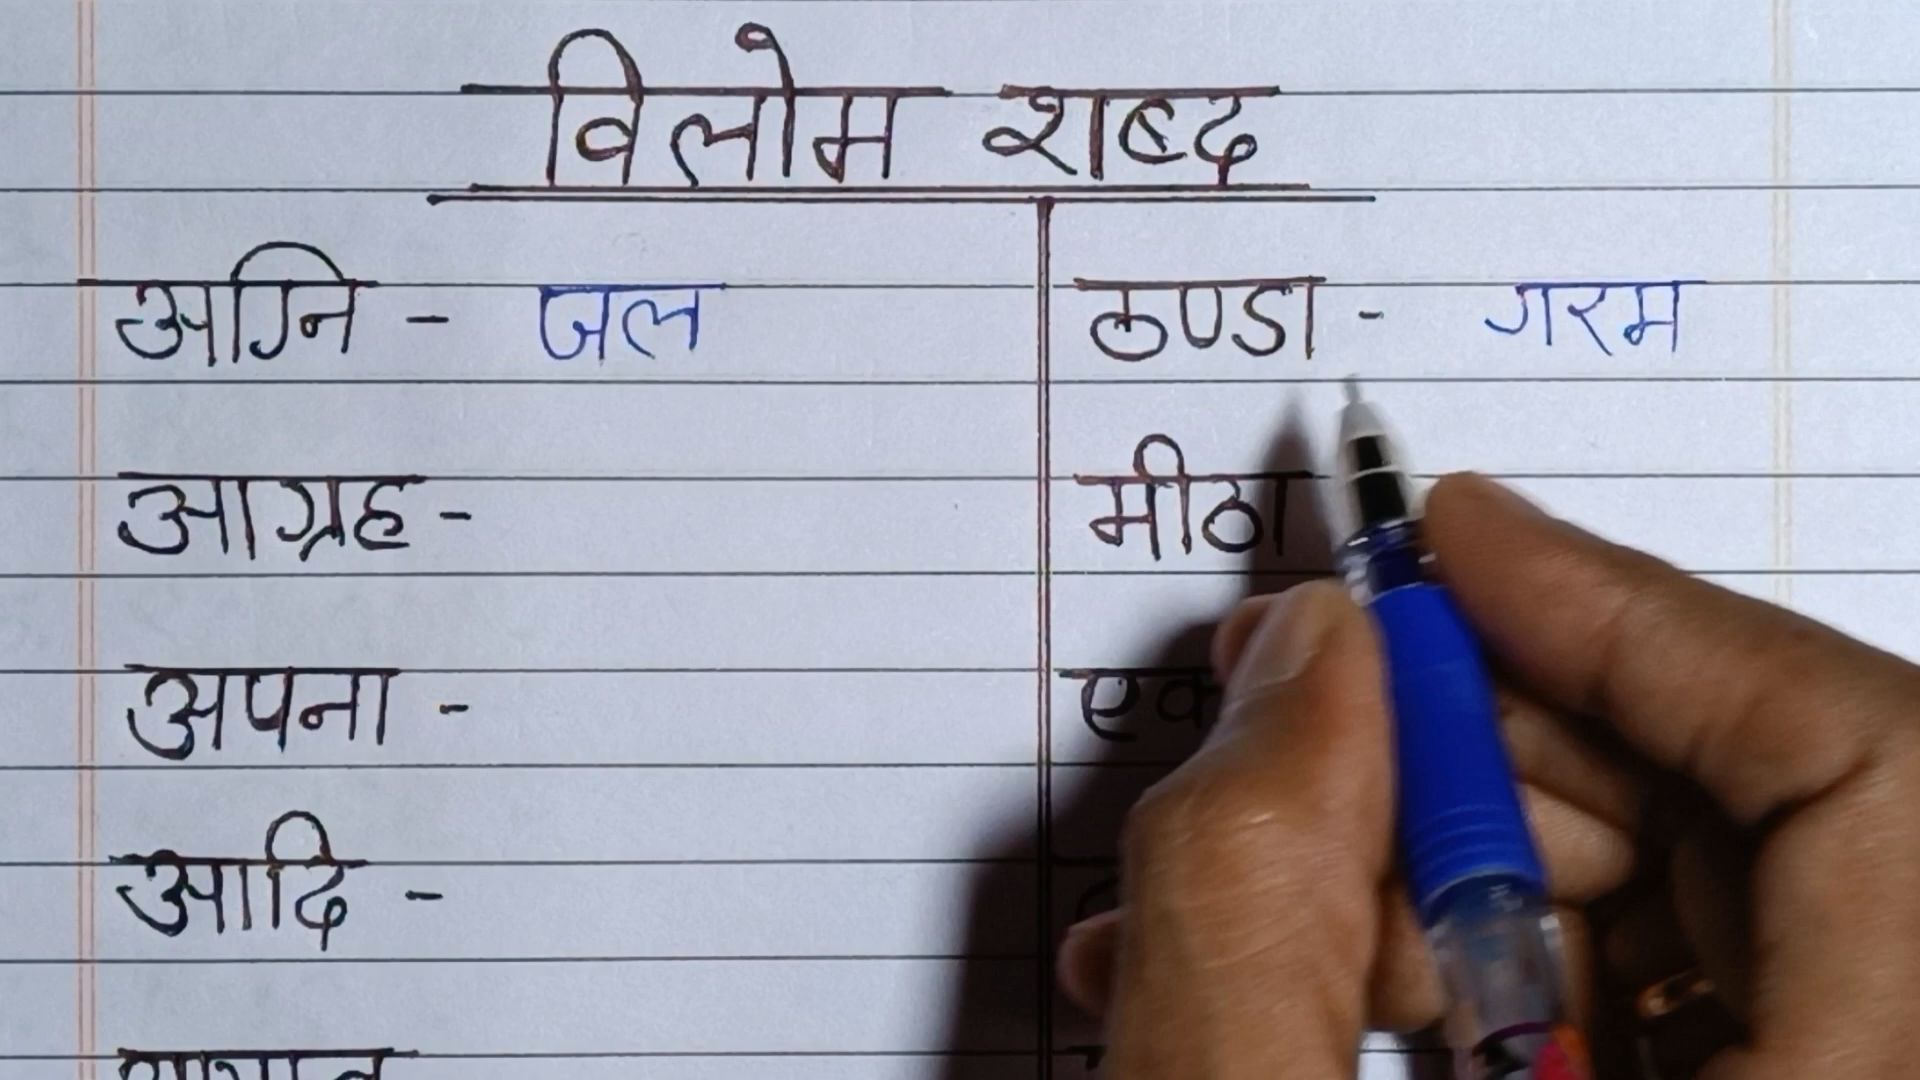 विलोम शब्द
अग्नि - जल
ठण्डा - गरम
आग्रह -
मीठा
अपना -
आदि -